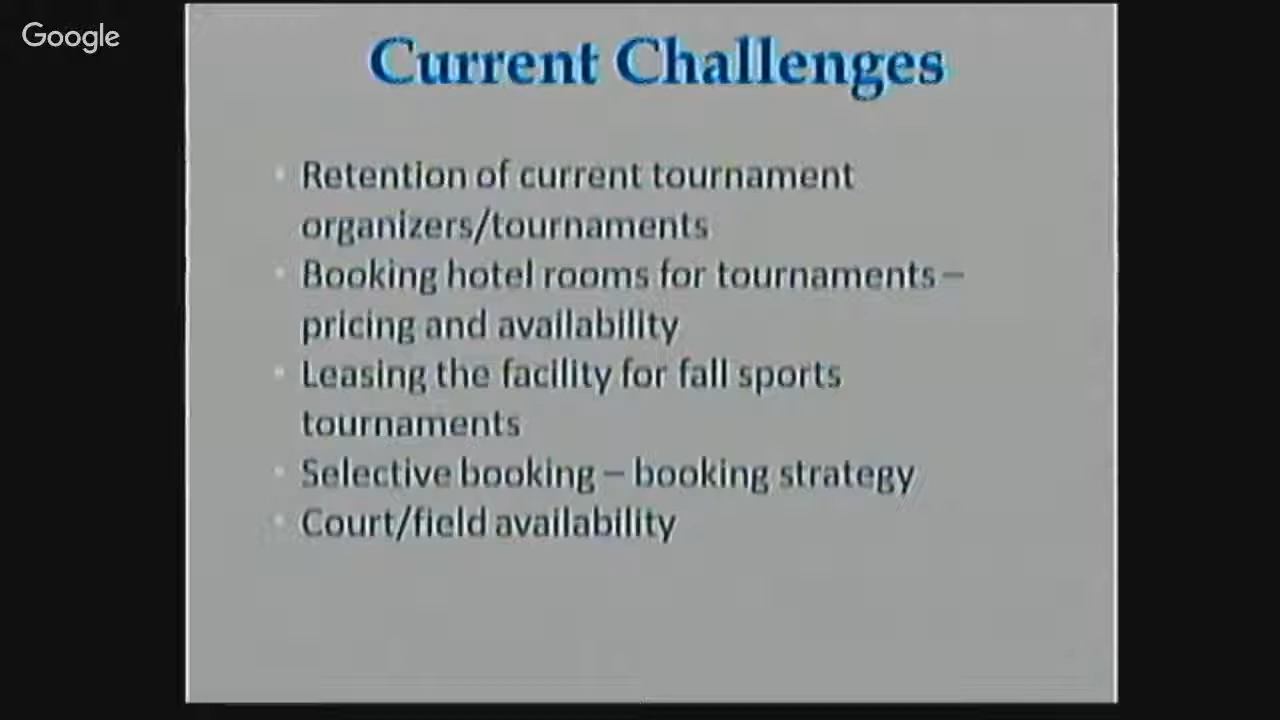 Google
Current Challenges
Retention of current tournament
organizers/tournaments
Booking hotel rooms for tournaments –
pricing and availability
Leasing the facility for fall sports
tournaments
Selective booking – booking strategy
Court/field availability